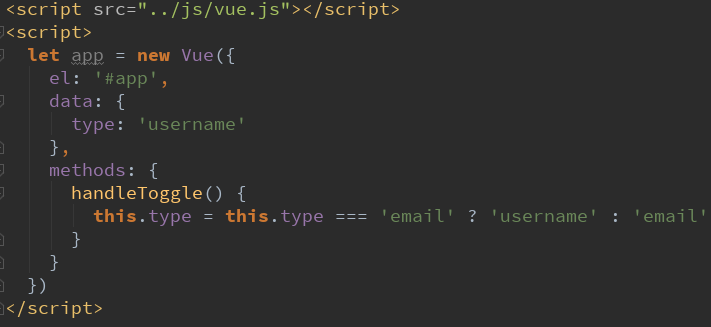 <script src="../js/vue.js"></script>
<script>
  let app = new Vue({
    el: '#app',
    data: {
      type: 'username'
    },
    methods: {
      handleToggle() {
        this.type = this.type === 'email' ? 'username' : 'email'
      }
    }
  })
</script>